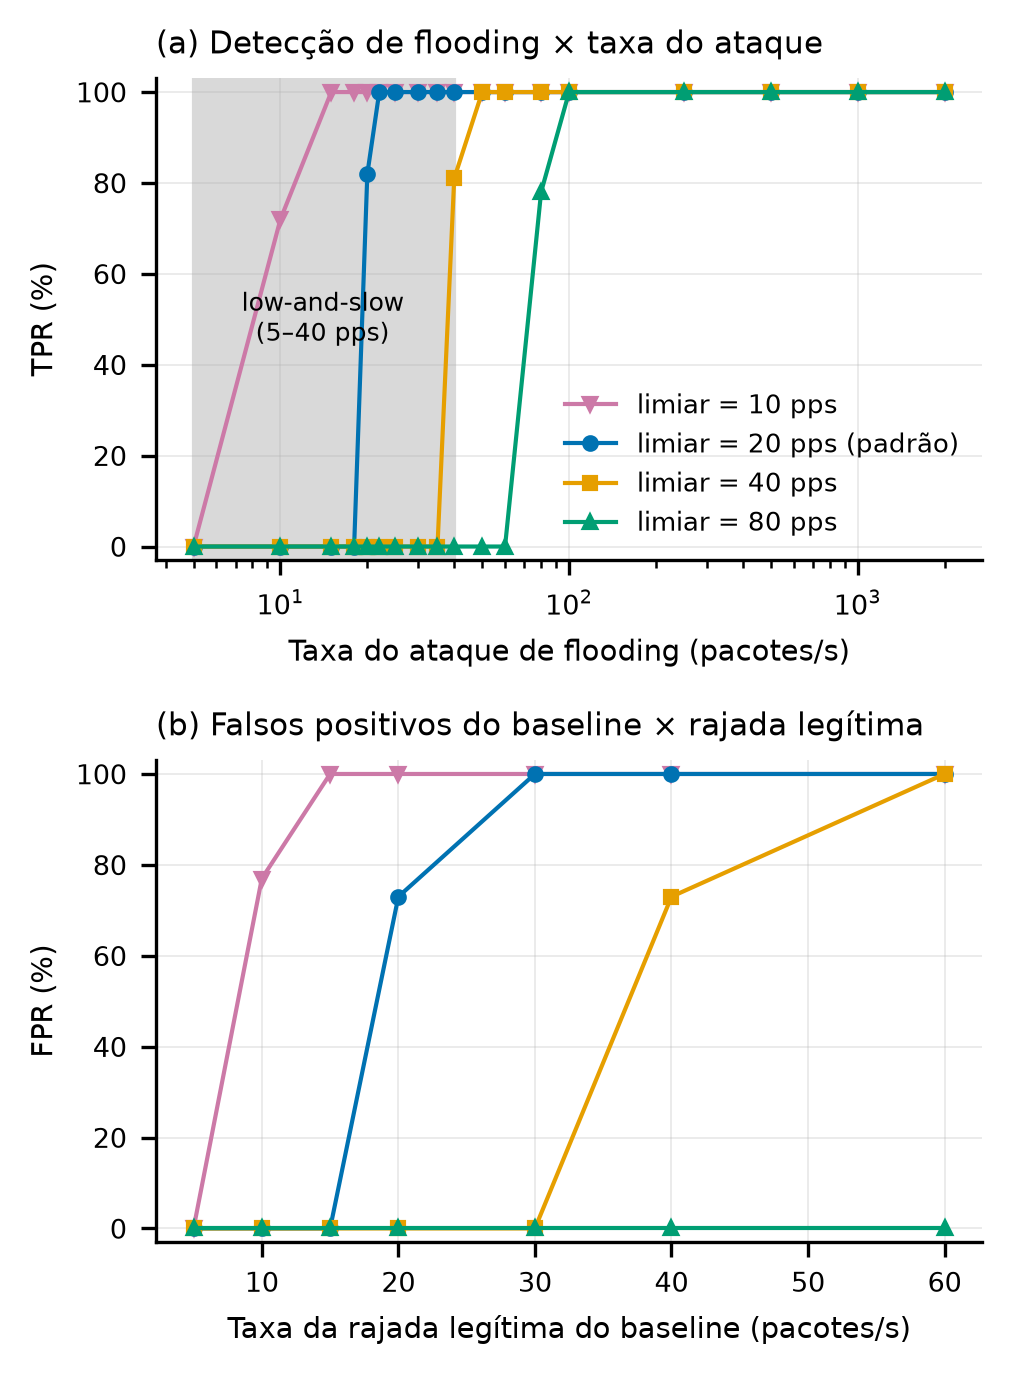 (a) Detecção de flooding × taxa do ataque
100
80
60
40
20
0
TPR (%)
low-and-slow
(5–40 pps)
limiar = 10 pps
limiar = 20 pps (padrão)
limiar = 40 pps
limiar = 80 pps
10¹ 10² 10³
Taxa do ataque de flooding (pacotes/s)
(b) Falsos positivos do baseline × rajada legítima
100
80
60
40
20
0
FPR (%)
10 20 30 40 50 60
Taxa da rajada legítima do baseline (pacotes/s)